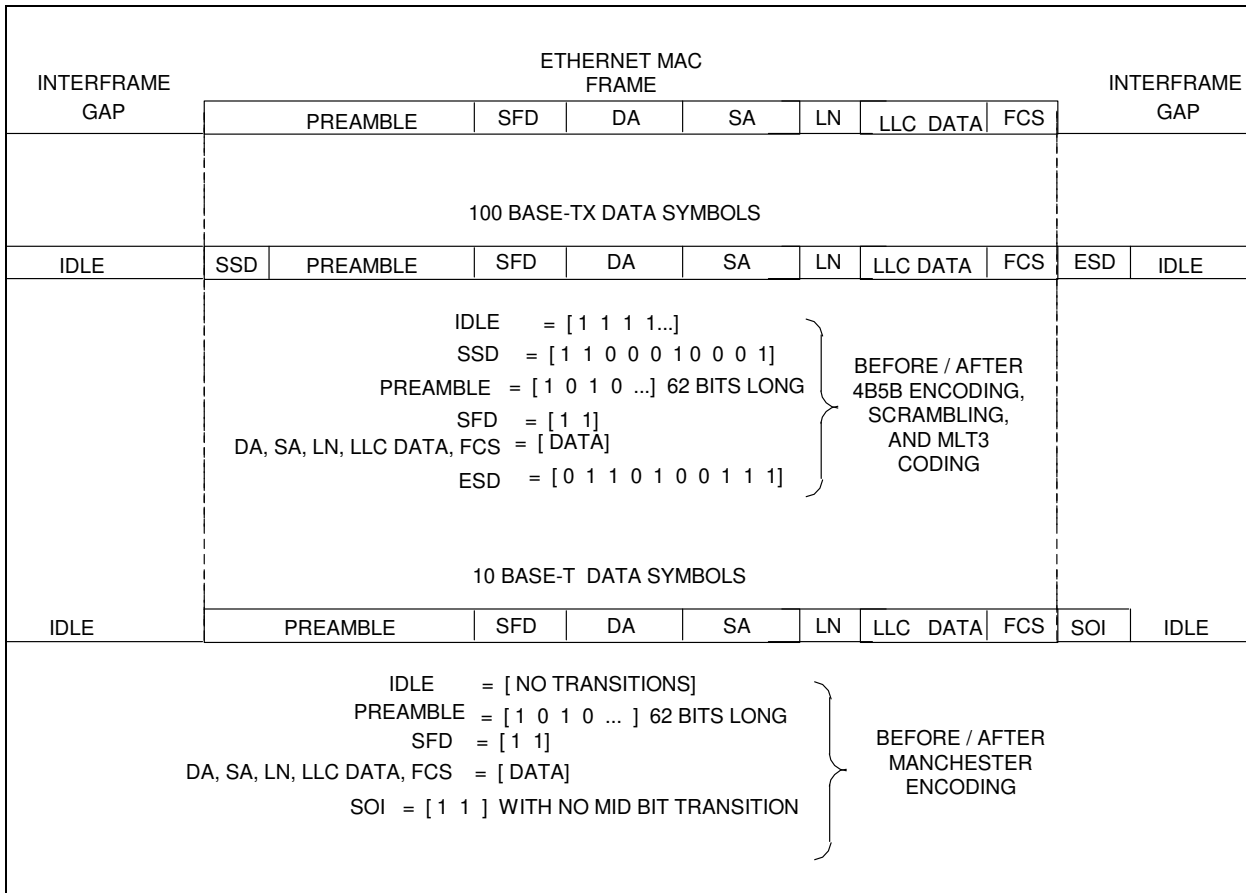 ETHERNET MAC
FRAME
INTERFRAME
GAP
INTERFRAME
GAP
PREAMBLE SFD DA SA LN LLC DATA FCS
100 BASE-TX DATA SYMBOLS
IDLE SSD PREAMBLE SFD DA SA LN LLC DATA FCS ESD IDLE
IDLE = [ 1 1 1 1...]
SSD = [ 1 1 0 0 0 1 0 0 0 1]
PREAMBLE = [ 1 0 1 0 ...] 62 BITS LONG
SFD = [ 1 1]
DA, SA, LN, LLC DATA, FCS = [ DATA]
ESD = [ 0 1 1 0 1 0 0 1 1 1]
BEFORE / AFTER
4B5B ENCODING,
SCRAMBLING,
AND MLT3
CODING
10 BASE-T DATA SYMBOLS
IDLE PREAMBLE SFD DA SA LN LLC DATA FCS SOI IDLE
IDLE = [ NO TRANSITIONS]
PREAMBLE = [ 1 0 1 0 ... ] 62 BITS LONG
SFD = [ 1 1]
DA, SA, LN, LLC DATA, FCS = [ DATA]
SOI = [ 1 1 ] WITH NO MID BIT TRANSITION
BEFORE / AFTER
MANCHESTER
ENCODING